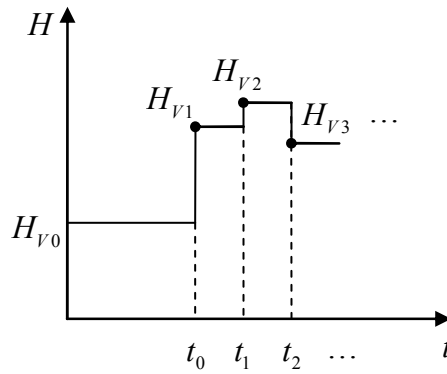 H
H_{V2}
H_{V1}
H_{V3} ...
H_{V0}
t_0 t_1 t_2 ... t